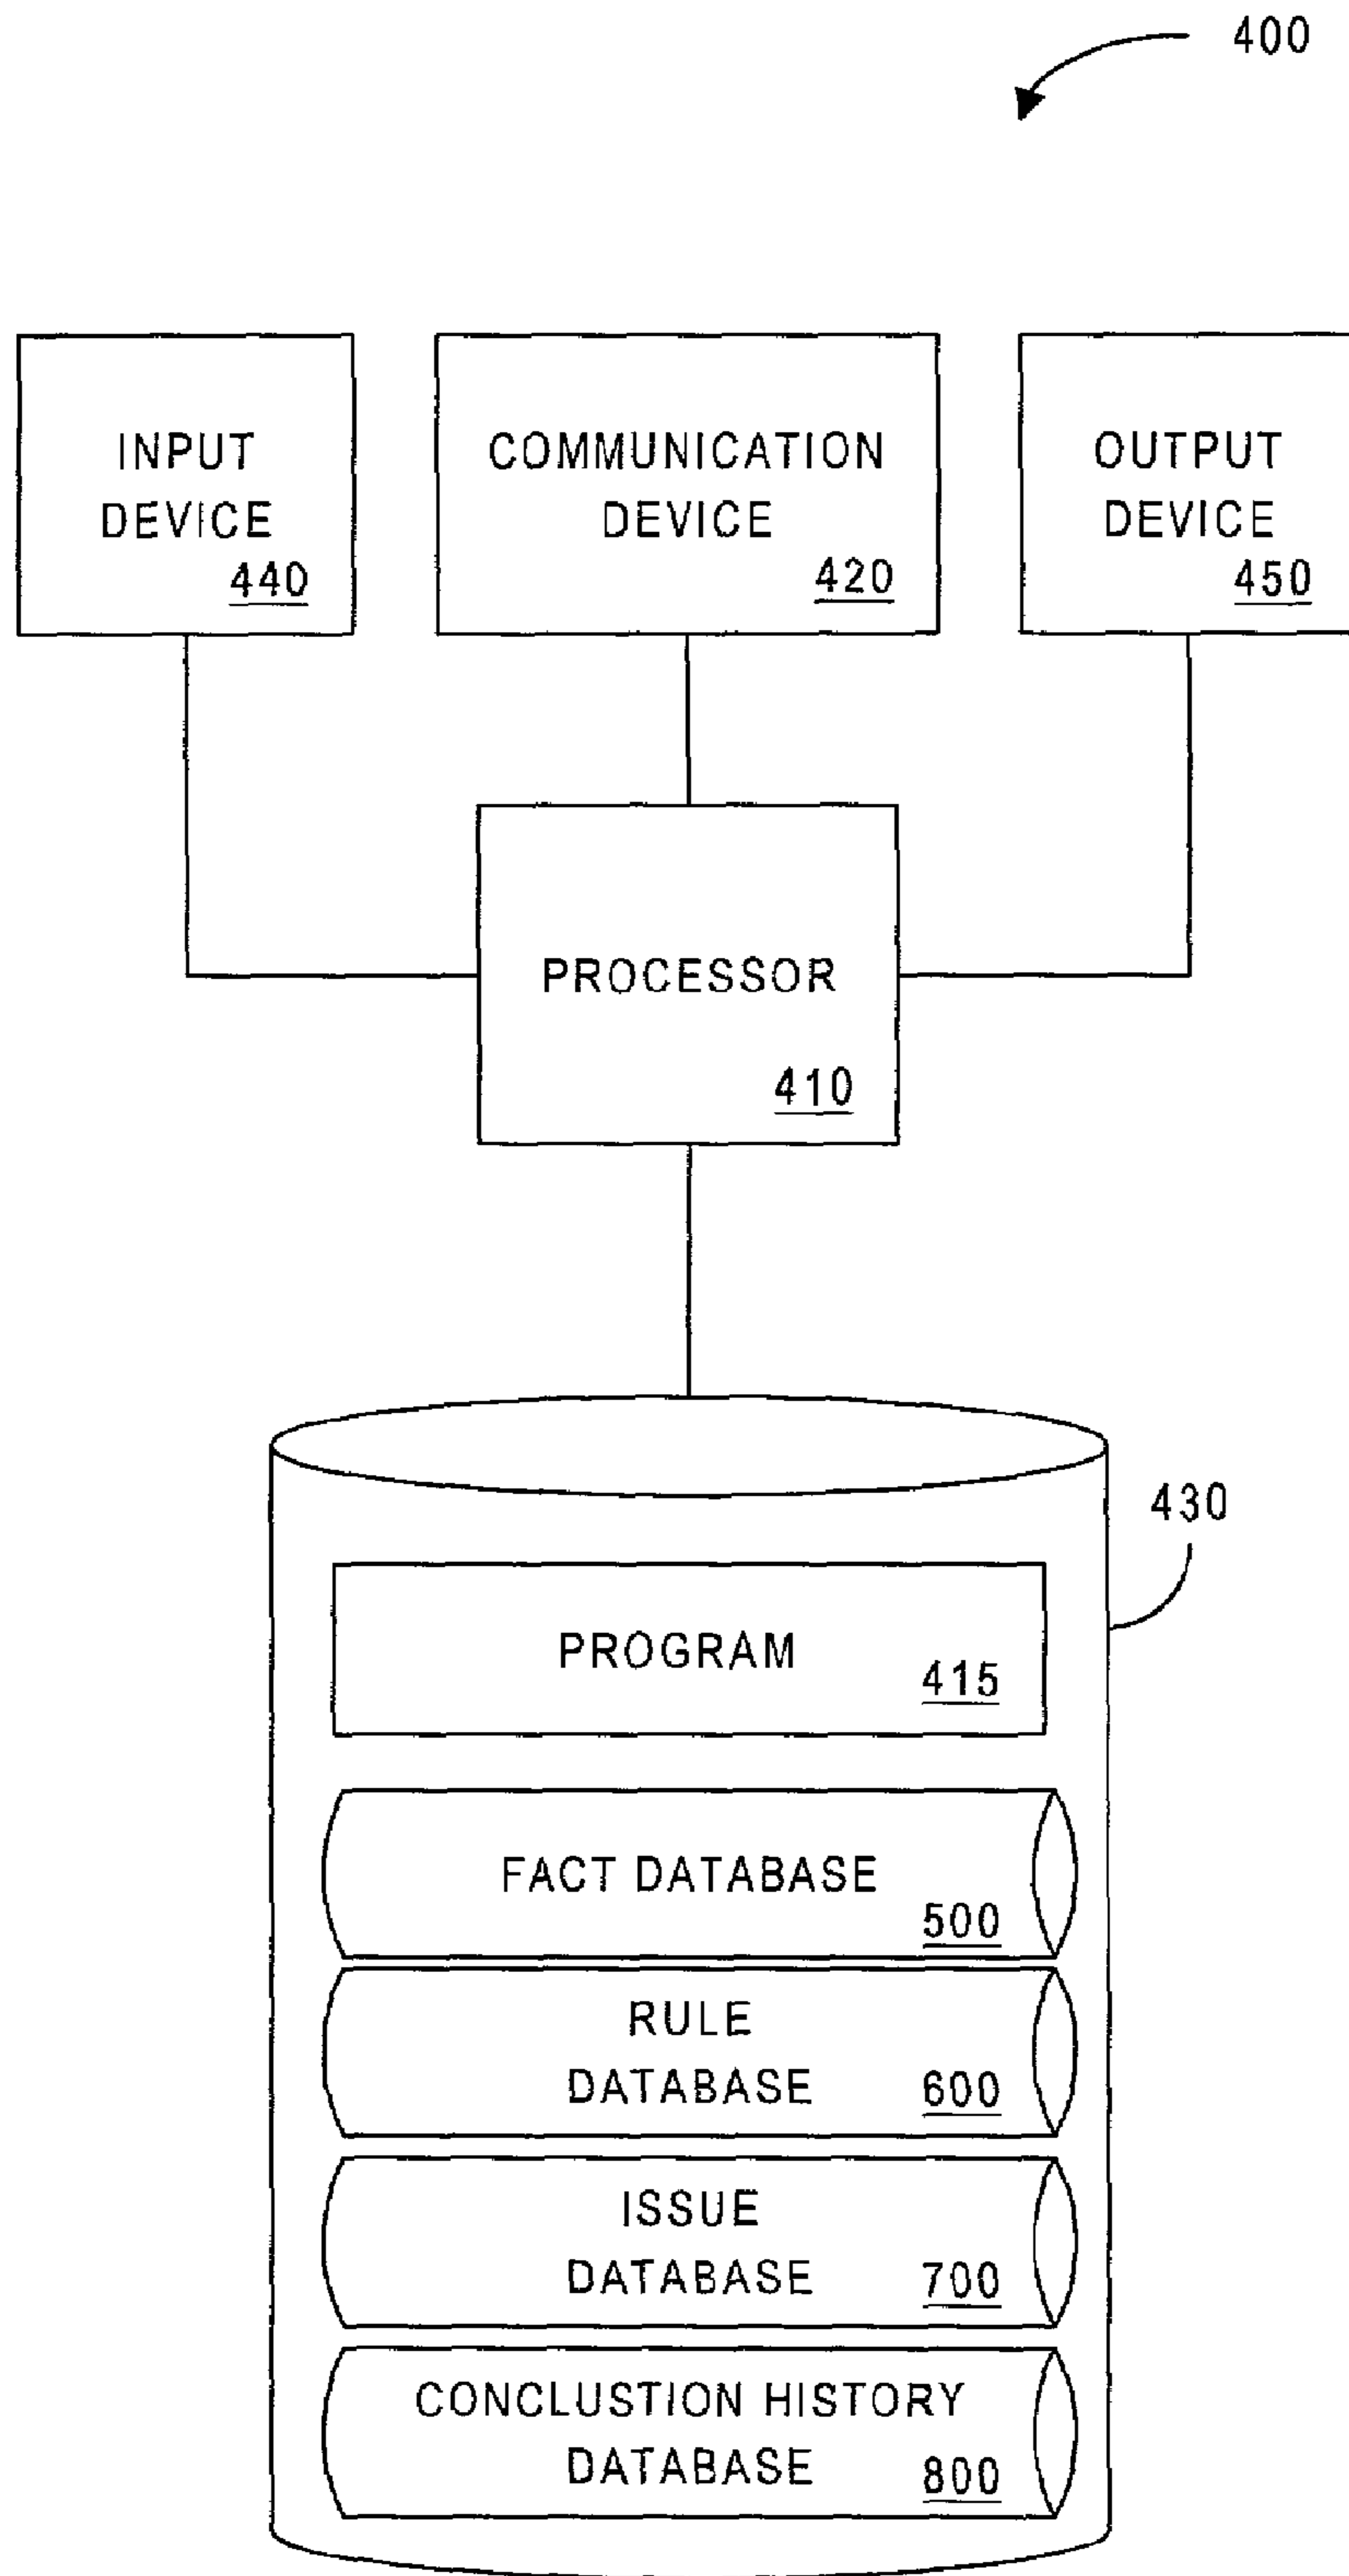 400
INPUT
DEVICE
440
COMMUNICATION
DEVICE
420
OUTPUT
DEVICE
450
PROCESSOR
410
430
PROGRAM
415
FACT DATABASE
500
RULE
DATABASE
600
ISSUE
DATABASE
700
CONCLUSTION HISTORY
DATABASE
800